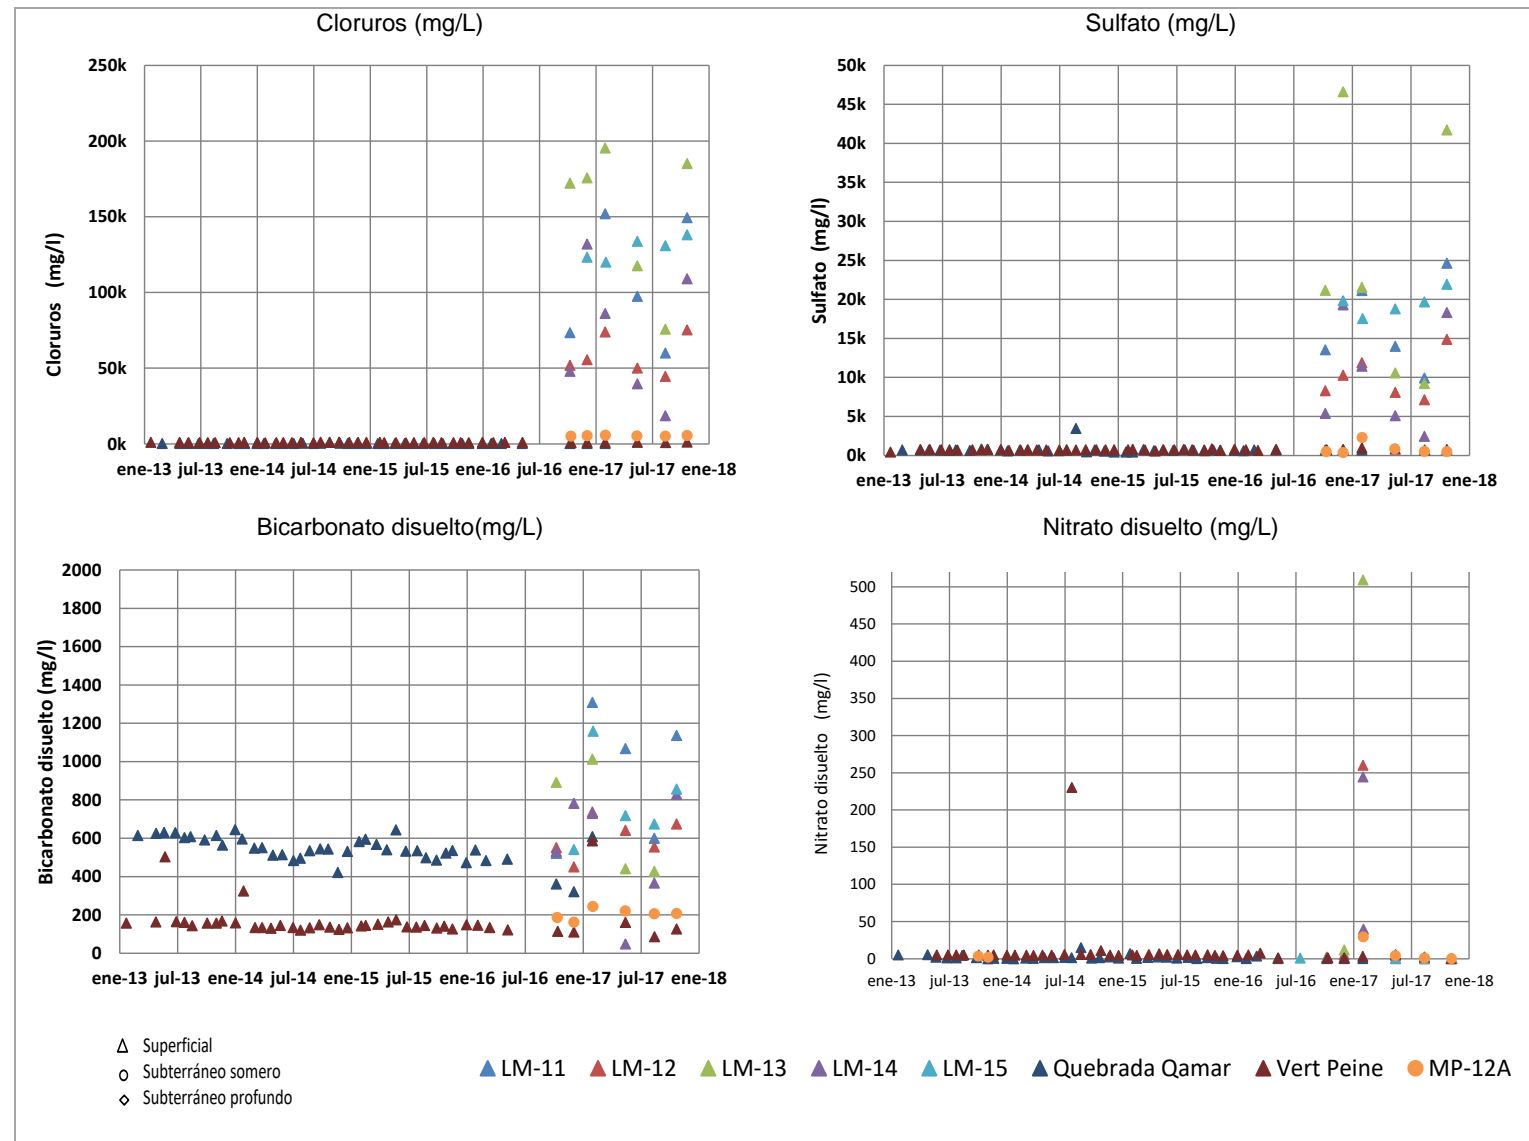 Cloruros (mg/L)
250k
200k
150k
100k
50k
0k
Cloruros (mg/l)
ene-13 jul-13 ene-14 jul-14 ene-15 jul-15 ene-16 jul-16 ene-17 jul-17 ene-18
Sulfato (mg/L)
50k
45k
40k
35k
30k
25k
20k
15k
10k
5k
0k
Sulfato (mg/l)
ene-13 jul-13 ene-14 jul-14 ene-15 jul-15 ene-16 jul-16 ene-17 jul-17 ene-18
Bicarbonato disuelto(mg/L)
2000
1800
1600
1400
1200
1000
800
600
400
200
0
Bicarbonato disuelto (mg/l)
ene-13 jul-13 ene-14 jul-14 ene-15 jul-15 ene-16 jul-16 ene-17 jul-17 ene-18
Nitrato disuelto (mg/L)
500
450
400
350
300
250
200
150
100
50
0
Nitrato disuelto (mg/l)
ene-13 jul-13 ene-14 jul-14 ene-15 jul-15 ene-16 jul-16 ene-17 jul-17 ene-18
Superficial
Subterráneo somero
Subterráneo profundo
LM-11 LM-12 LM-13 LM-14 LM-15 Quebrada Qamar Vert Peine MP-12A